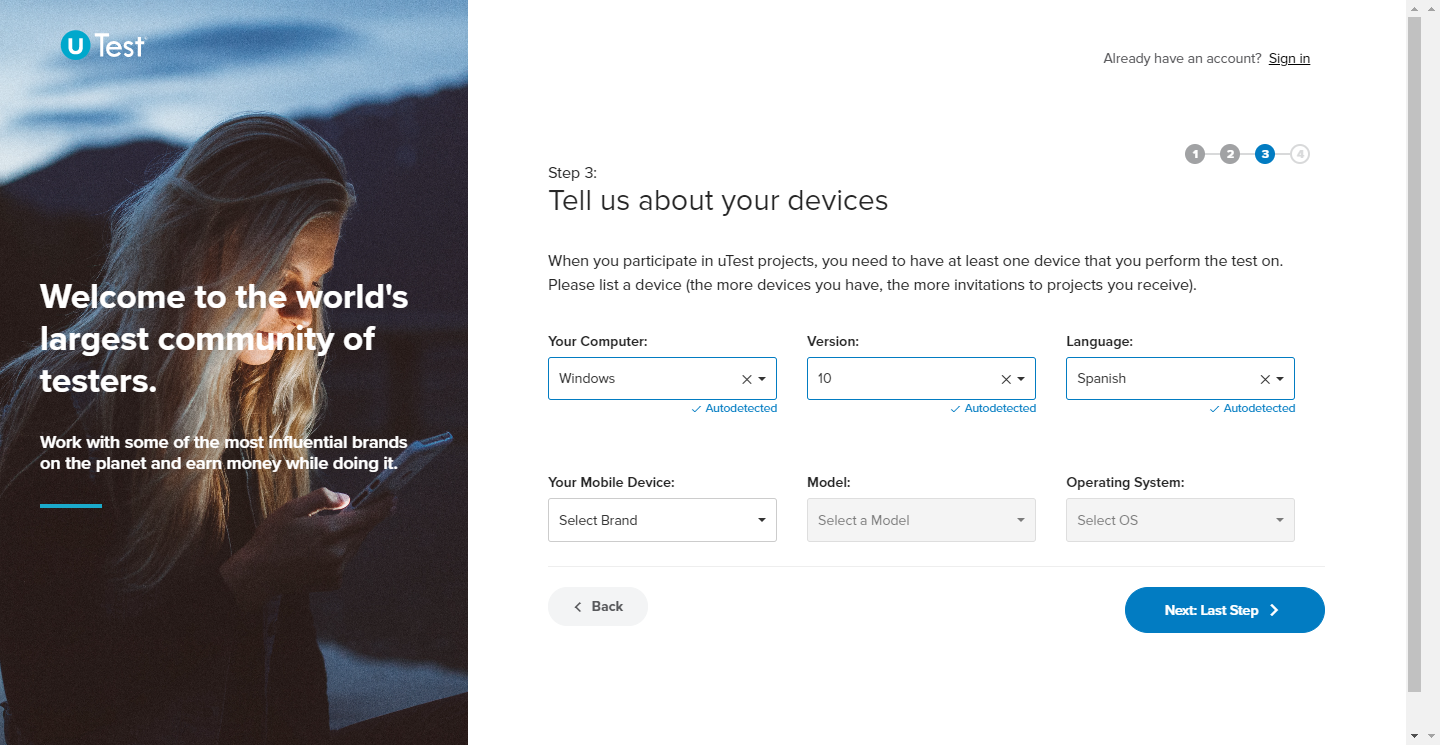 u Test
Already have an account? Sign in
1 2 3 4
Step 3:
Tell us about your devices
When you participate in uTest projects, you need to have at least one device that you perform the test on.
Please list a device (the more devices you have, the more invitations to projects you receive).
Welcome to the world's
largest community of
testers.
Work with some of the most influential brands
on the planet and earn money while doing it.
Your Computer: Version: Language:
Windows 10 Spanish
Autodetected Autodetected Autodetected
Your Mobile Device: Model: Operating System:
Select Brand Select a Model Select OS
Back Next: Last Step